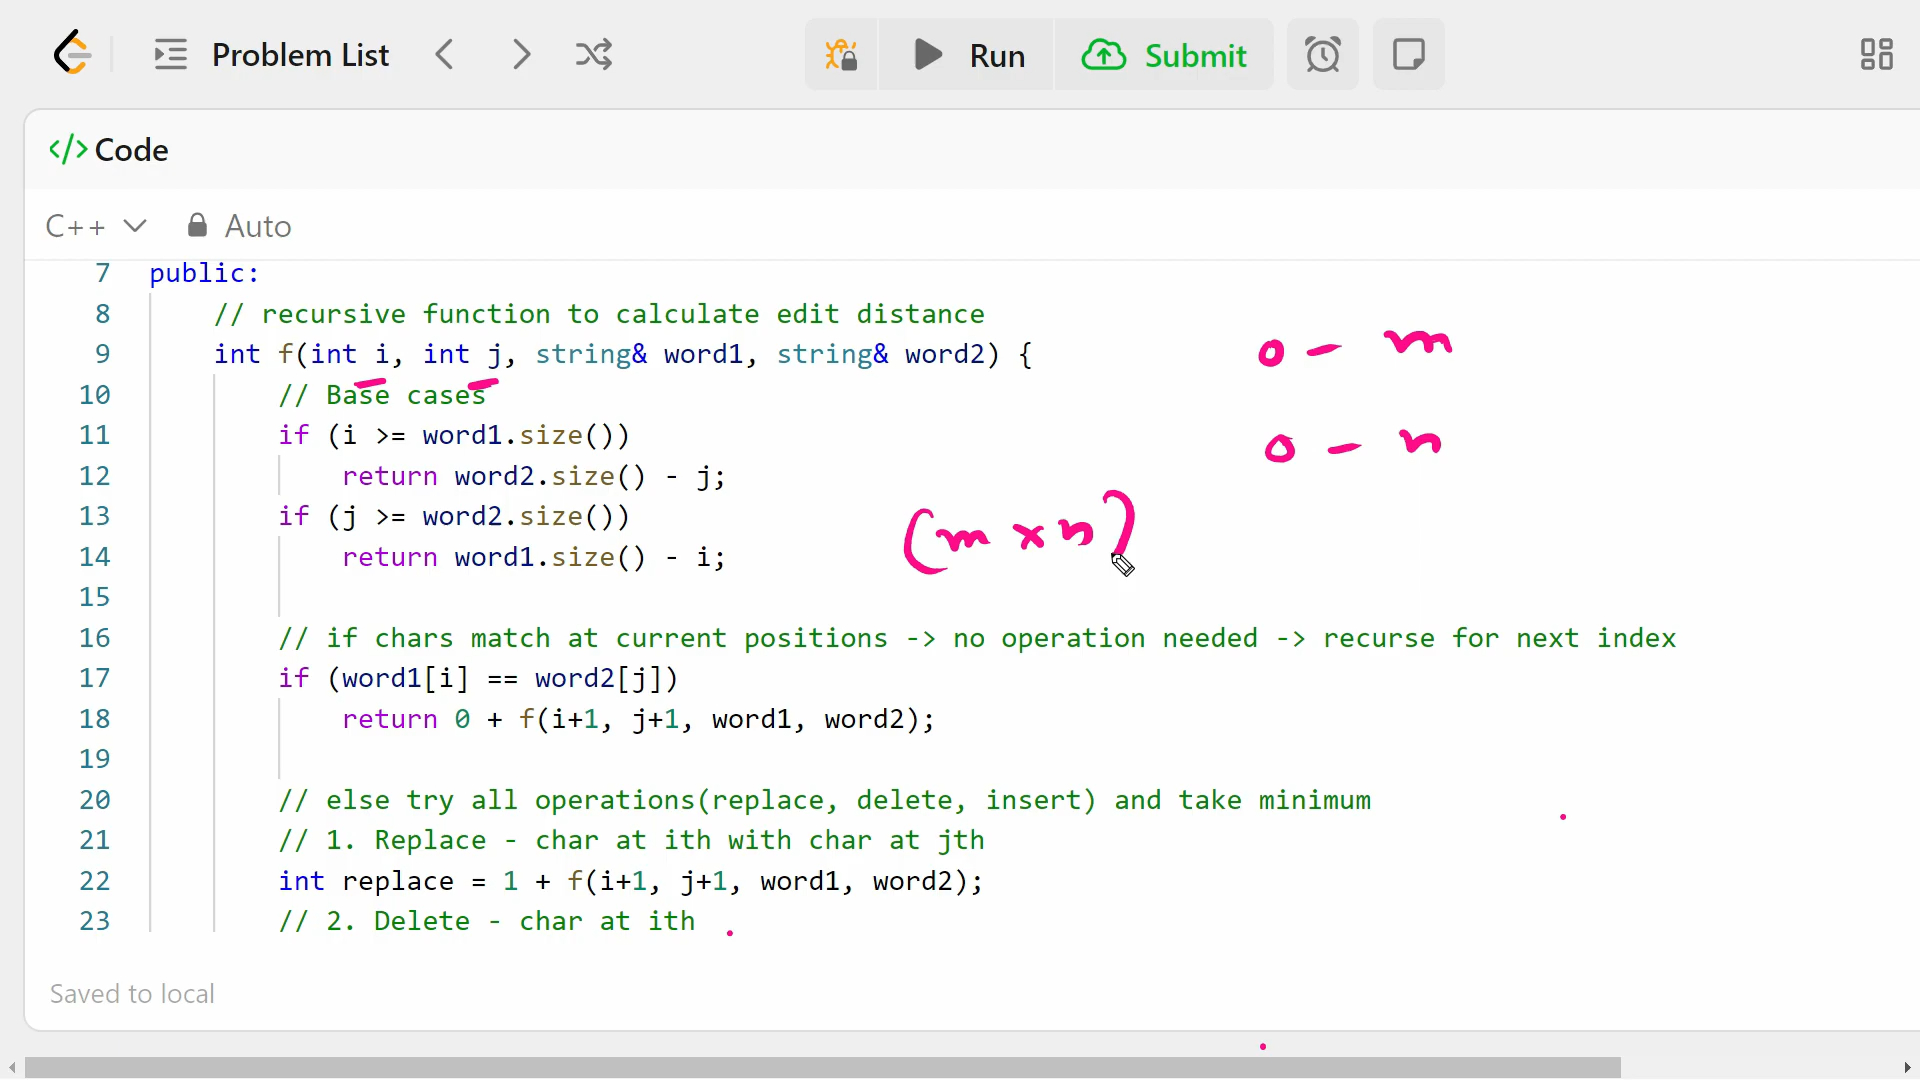 Problem List
Run
Submit
</> Code
C++
Auto
7 public:
8 // recursive function to calculate edit distance
9 int f(int i, int j, string& word1, string& word2) {
0 - m
10 // Base cases
11 if (i >= word1.size())
0 - n
12 return word2.size() - j;
13 if (j >= word2.size())
(m x n)
14 return word1.size() - i;
15
16 // if chars match at current positions -> no operation needed -> recurse for next index
17 if (word1[i] == word2[j])
18 return 0 + f(i+1, j+1, word1, word2);
19
20 // else try all operations(replace, delete, insert) and take minimum
21 // 1. Replace - char at ith with char at jth
22 int replace = 1 + f(i+1, j+1, word1, word2);
23 // 2. Delete - char at ith
Saved to local